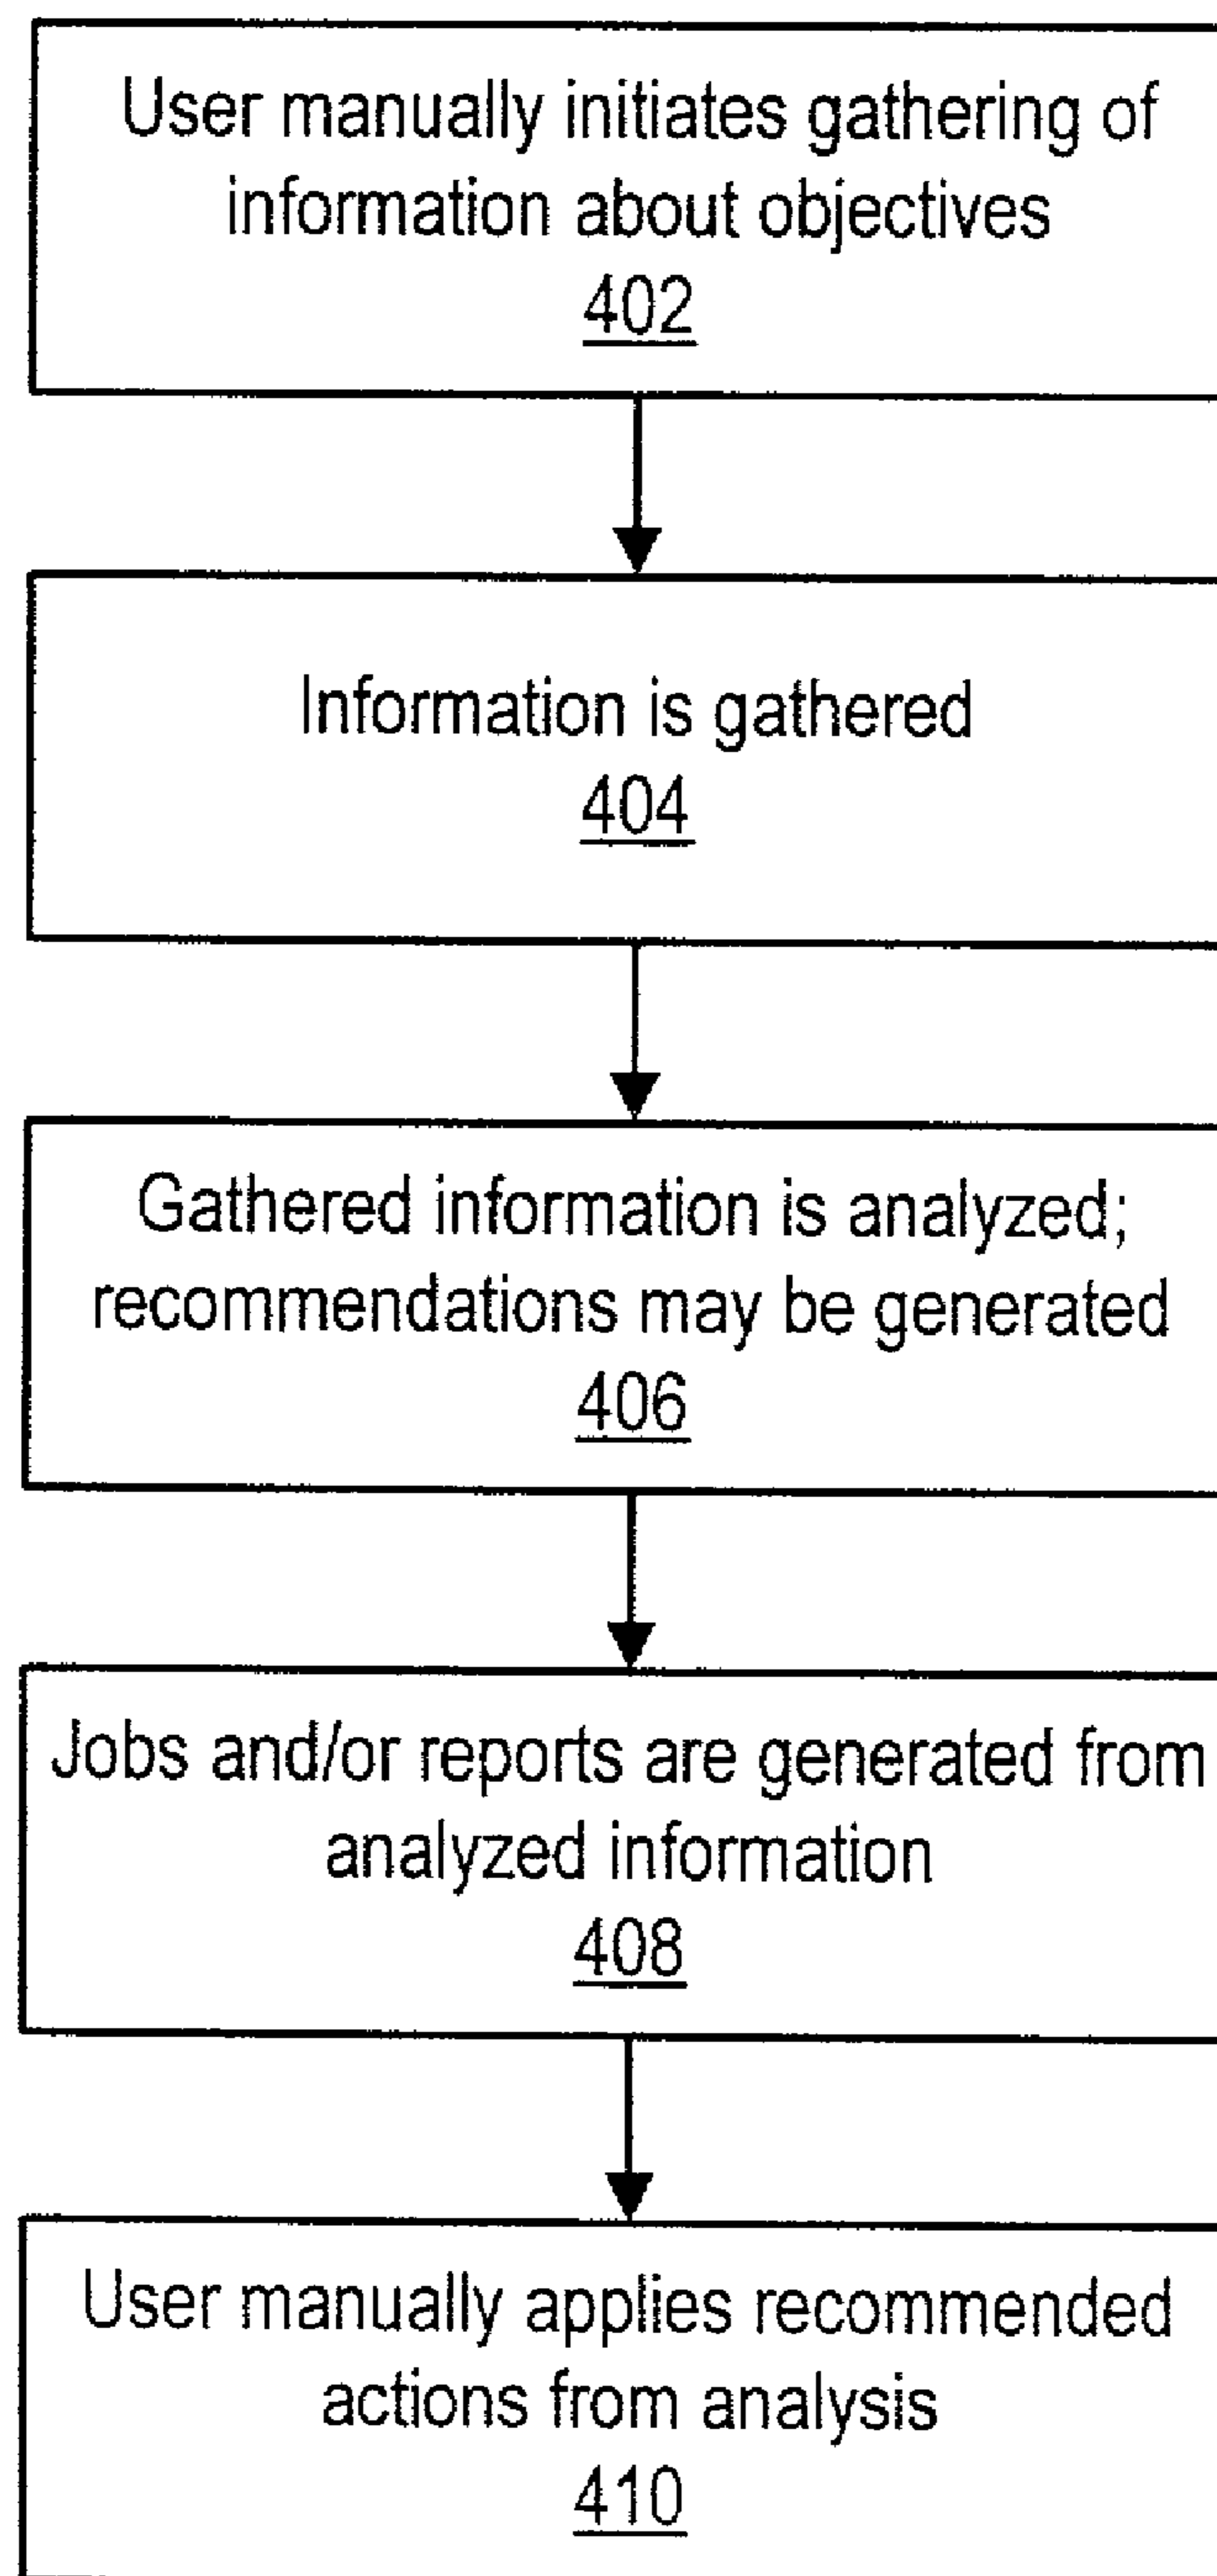 User manually initiates gathering of
information about objectives
402
Information is gathered
404
Gathered information is analyzed;
recommendations may be generated
406
Jobs and/or reports are generated from
analyzed information
408
User manually applies recommended
actions from analysis
410